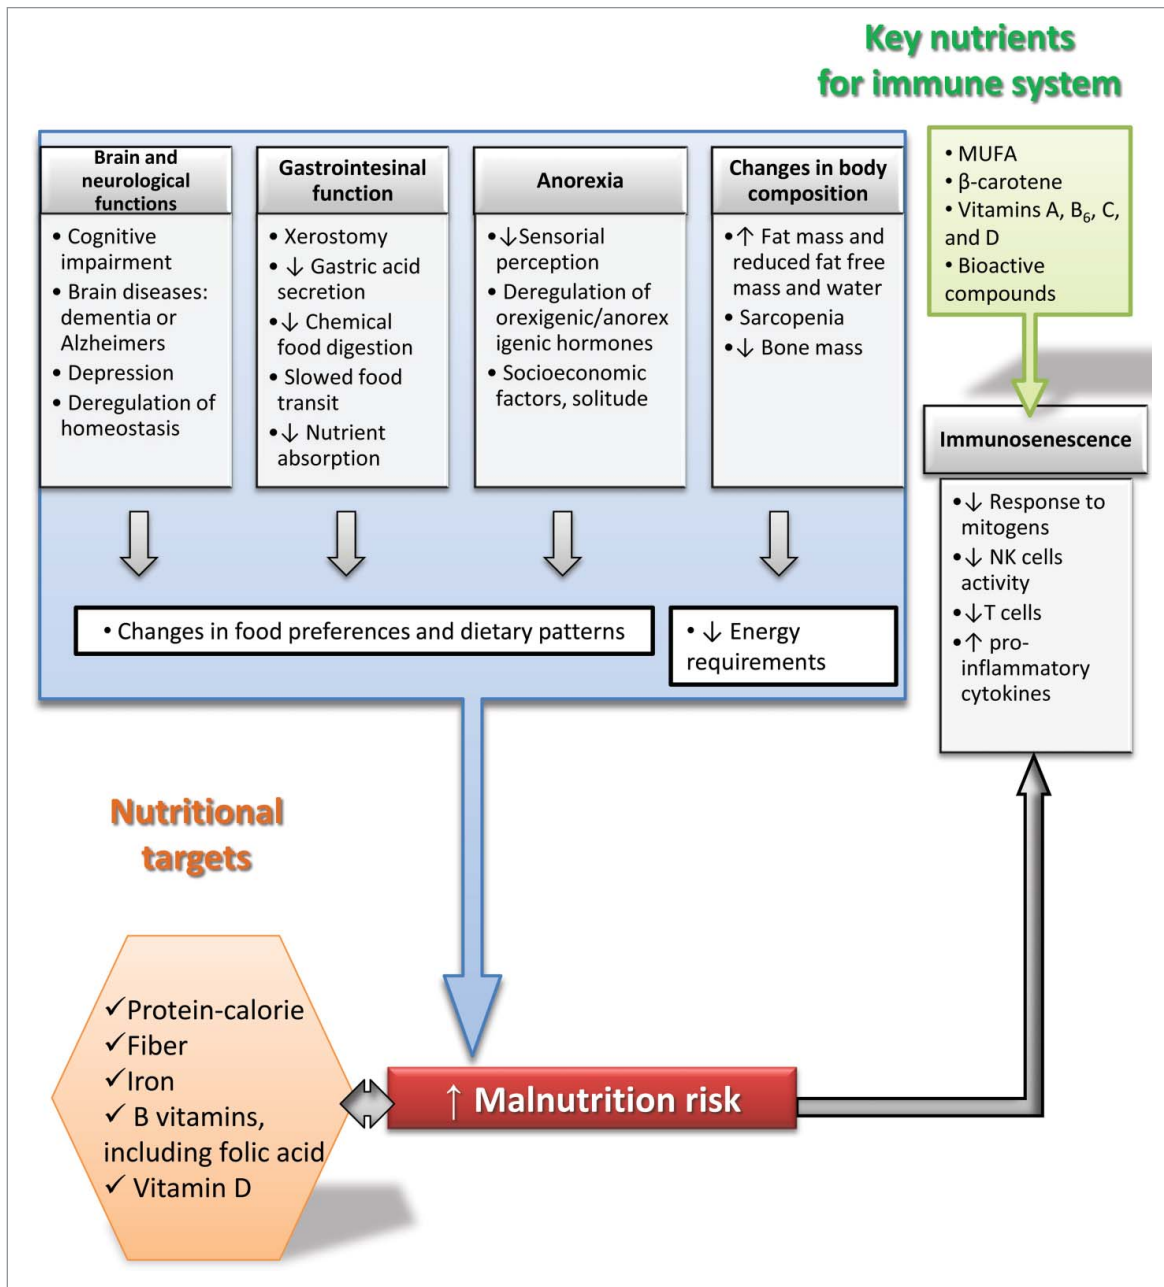 Key nutrients
for immune system
Brain and
neurological
functions
• Cognitive
impairment
• Brain diseases:
dementia or
Alzheimers
• Depression
• Deregulation of
homeostasis
Gastrointesinal
function
• Xerostomy
• ↓ Gastric acid
secretion
• ↓ Chemical
food digestion
• Slowed food
transit
• ↓ Nutrient
absorption
Anorexia
• ↓Sensorial
perception
• Deregulation of
orexigenic/anorex
igenic hormones
• Socioeconomic
factors, solitude
Changes in body
composition
• ↑ Fat mass and
reduced fat free
mass and water
• Sarcopenia
• ↓ Bone mass
• MUFA
• β-carotene
• Vitamins A, B₆, C,
and D
• Bioactive
compounds
Immunosenescence
• ↓ Response to
mitogens
• ↓ NK cells
activity
• ↓T cells
• ↑ pro-
inflammatory
cytokines
• Changes in food preferences and dietary patterns
• ↓ Energy
requirements
Nutritional
targets
✓Protein-calorie
✓Fiber
✓Iron
✓ B vitamins,
including folic acid
✓ Vitamin D
↑ Malnutrition risk